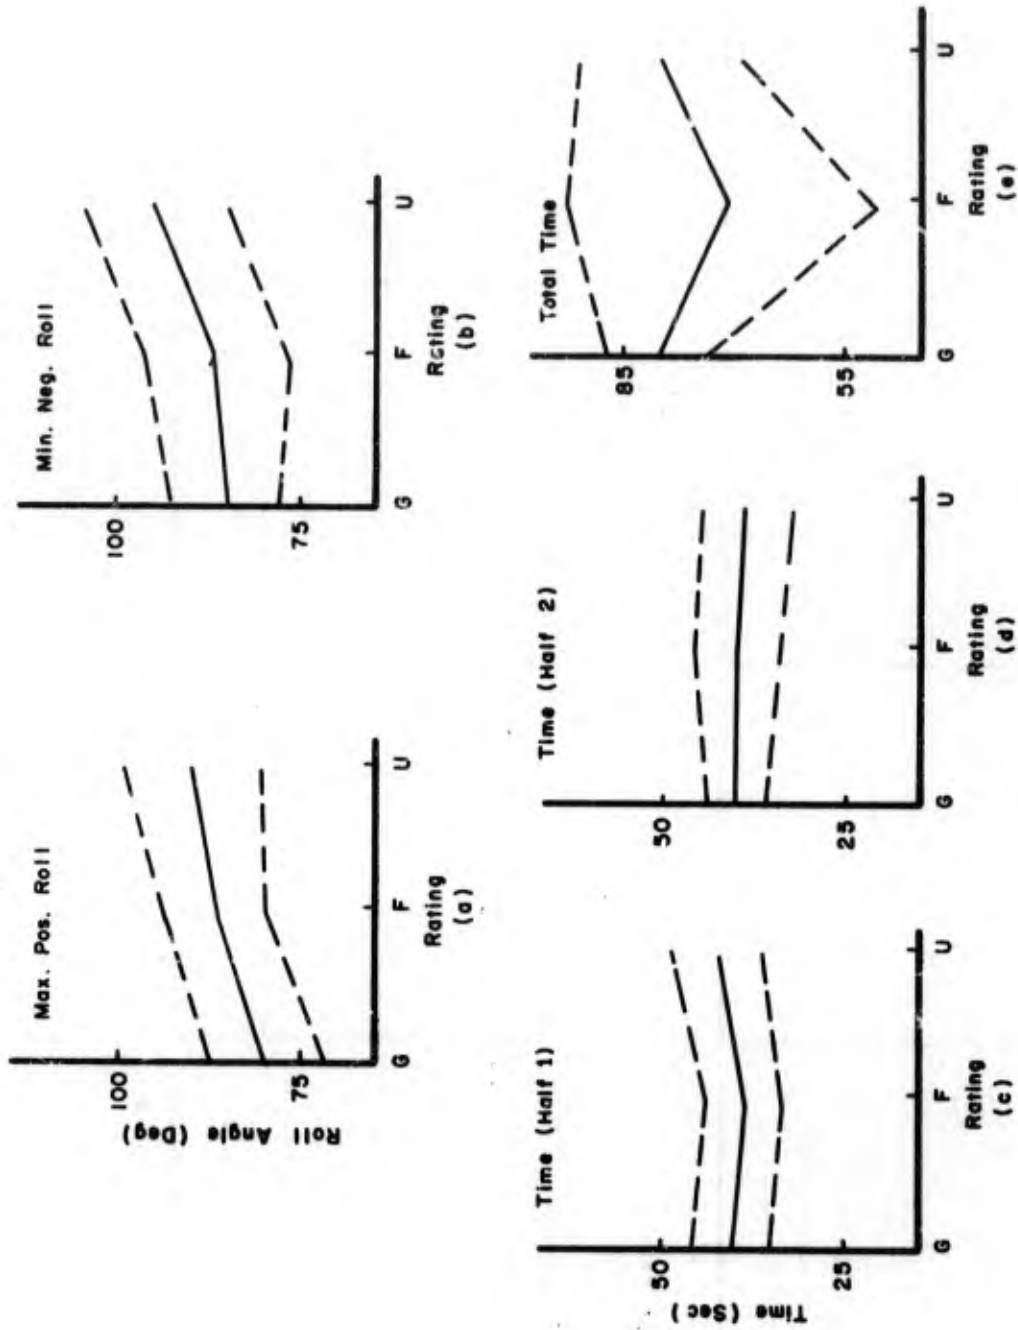 Max. Pos. Roll
Roll Angle (Deg)
100
75
G F U
Rating
(a)
Min. Neg. Roll
100
75
G F U
Rating
(b)
Time (Half 1)
Time (Sec)
50
25
G F U
Rating
(c)
Time (Half 2)
50
25
G F U
Rating
(d)
Total Time
85
55
G F U
Rating
(e)